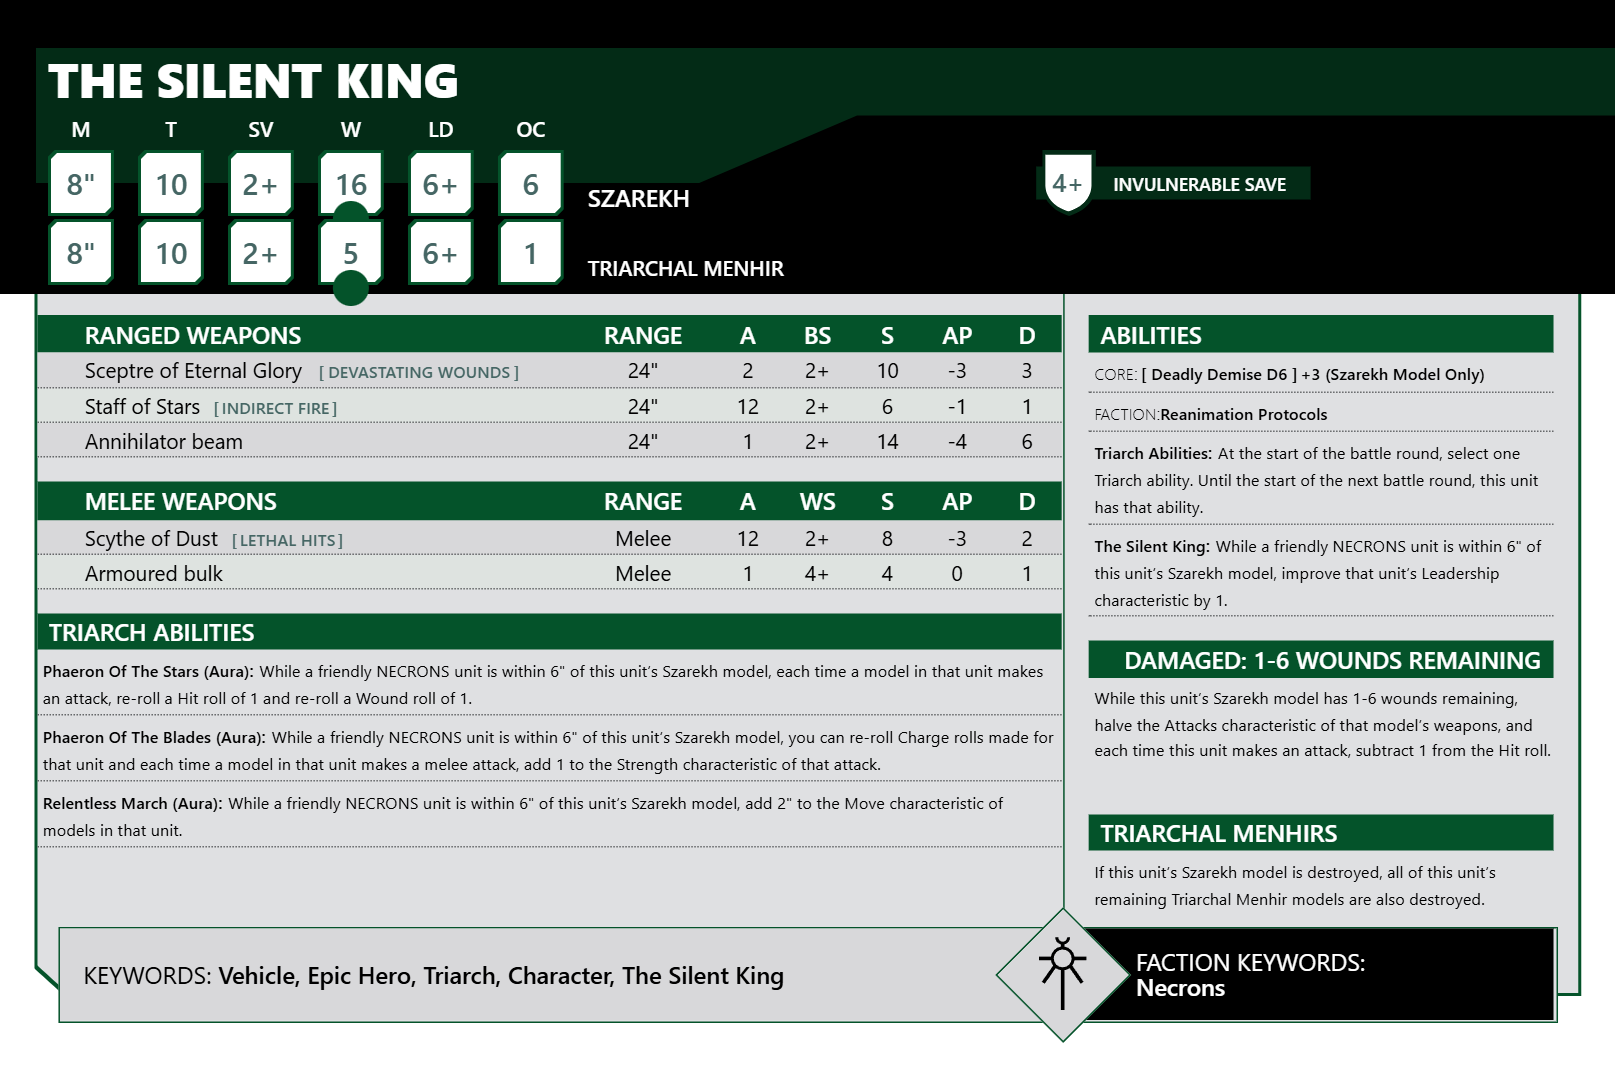 THE SILENT KING
M T SV W LD OC
8" 10 2+ 16 6+ 6 SZAREKH
4+ INVULNERABLE SAVE
8" 10 2+ 5 6+ 1 TRIARCHAL MENHIR
RANGED WEAPONS RANGE A BS S AP D
Sceptre of Eternal Glory [ DEVASTATING WOUNDS ] 24" 2 2+ 10 -3 3
Staff of Stars [ INDIRECT FIRE ] 24" 12 2+ 6 -1 1
Annihilator beam 24" 1 2+ 14 -4 6
MELEE WEAPONS RANGE A WS S AP D
Scythe of Dust [ LETHAL HITS ] Melee 12 2+ 8 -3 2
Armoured bulk Melee 1 4+ 4 0 1
TRIARCH ABILITIES
Phaeron Of The Stars (Aura): While a friendly NECRONS unit is within 6" of this unit's Szarekh model, each time a model in that unit makes
an attack, re-roll a Hit roll of 1 and re-roll a Wound roll of 1.
Phaeron Of The Blades (Aura): While a friendly NECRONS unit is within 6" of this unit's Szarekh model, you can re-roll Charge rolls made for
that unit and each time a model in that unit makes a melee attack, add 1 to the Strength characteristic of that attack.
Relentless March (Aura): While a friendly NECRONS unit is within 6" of this unit's Szarekh model, add 2" to the Move characteristic of
models in that unit.
ABILITIES
CORE: [ Deadly Demise D6 ] +3 (Szarekh Model Only)
FACTION:Reanimation Protocols
Triarch Abilities: At the start of the battle round, select one
Triarch ability. Until the start of the next battle round, this unit
has that ability.
The Silent King: While a friendly NECRONS unit is within 6" of
this unit's Szarekh model, improve that unit's Leadership
characteristic by 1.
DAMAGED: 1-6 WOUNDS REMAINING
While this unit's Szarekh model has 1-6 wounds remaining,
halve the Attacks characteristic of that model's weapons, and
each time this unit makes an attack, subtract 1 from the Hit roll.
TRIARCHAL MENHIRS
If this unit's Szarekh model is destroyed, all of this unit's
remaining Triarchal Menhir models are also destroyed.
KEYWORDS: Vehicle, Epic Hero, Triarch, Character, The Silent King
FACTION KEYWORDS:
Necrons